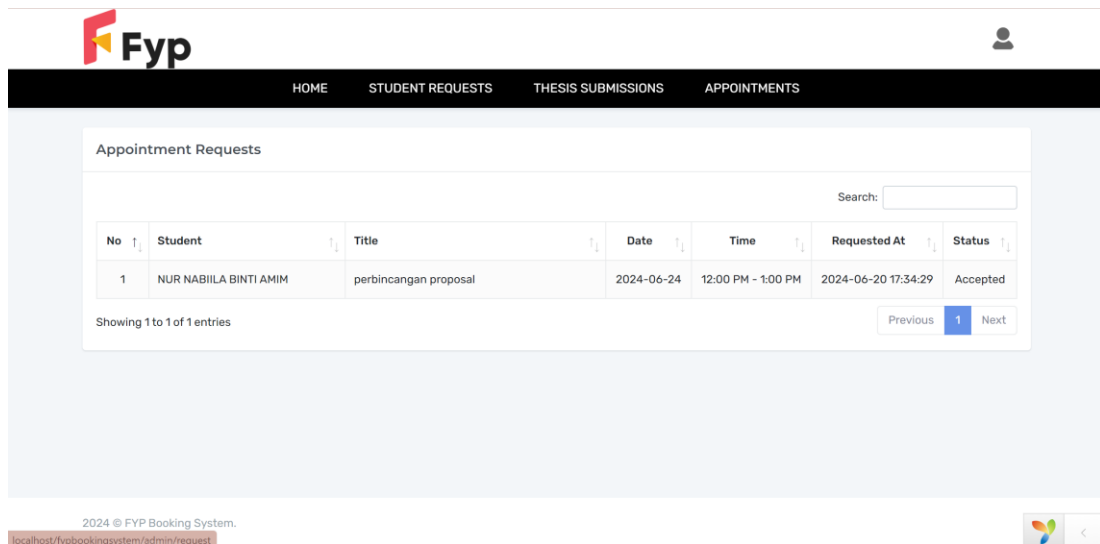 Fyp
HOME STUDENT REQUESTS THESIS SUBMISSIONS APPOINTMENTS
Appointment Requests
Search:
No Student Title Date Time Requested At Status
1 NUR NABIILA BINTI AMIM perbincangan proposal 2024-06-24 12:00 PM - 1:00 PM 2024-06-20 17:34:29 Accepted
Showing 1 to 1 of 1 entries
Previous 1 Next
2024 © FYP Booking System.
localhost/fypbookingsystem/admin/request